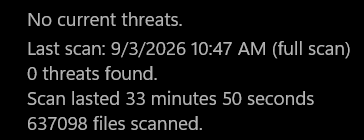 No current threats.
Last scan: 9/3/2026 10:47 AM (full scan)
0 threats found.
Scan lasted 33 minutes 50 seconds
637098 files scanned.